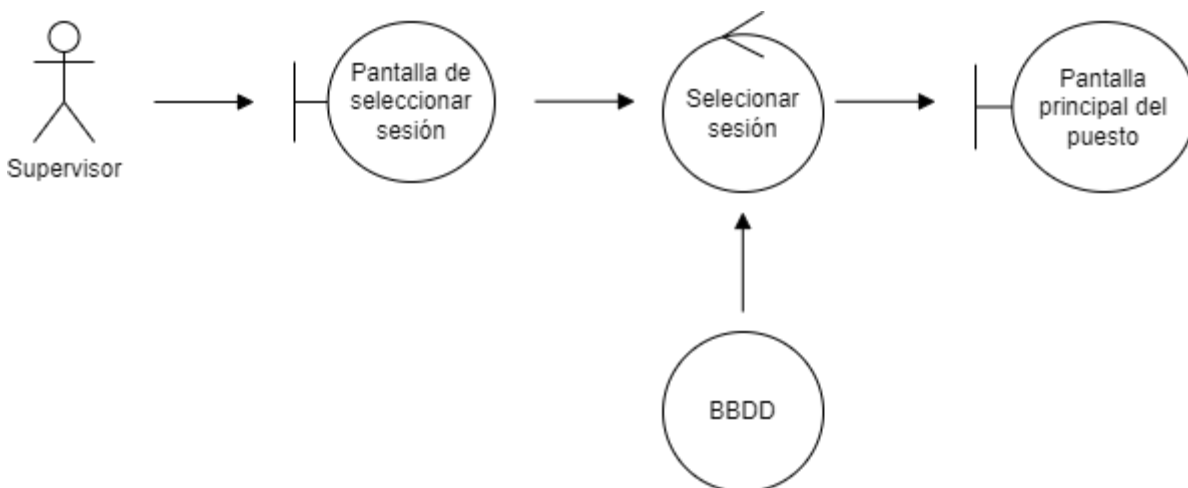 Supervisor
Pantalla de
seleccionar
sesión
Selecionar
sesión
Pantalla
principal del
puesto
BBDD